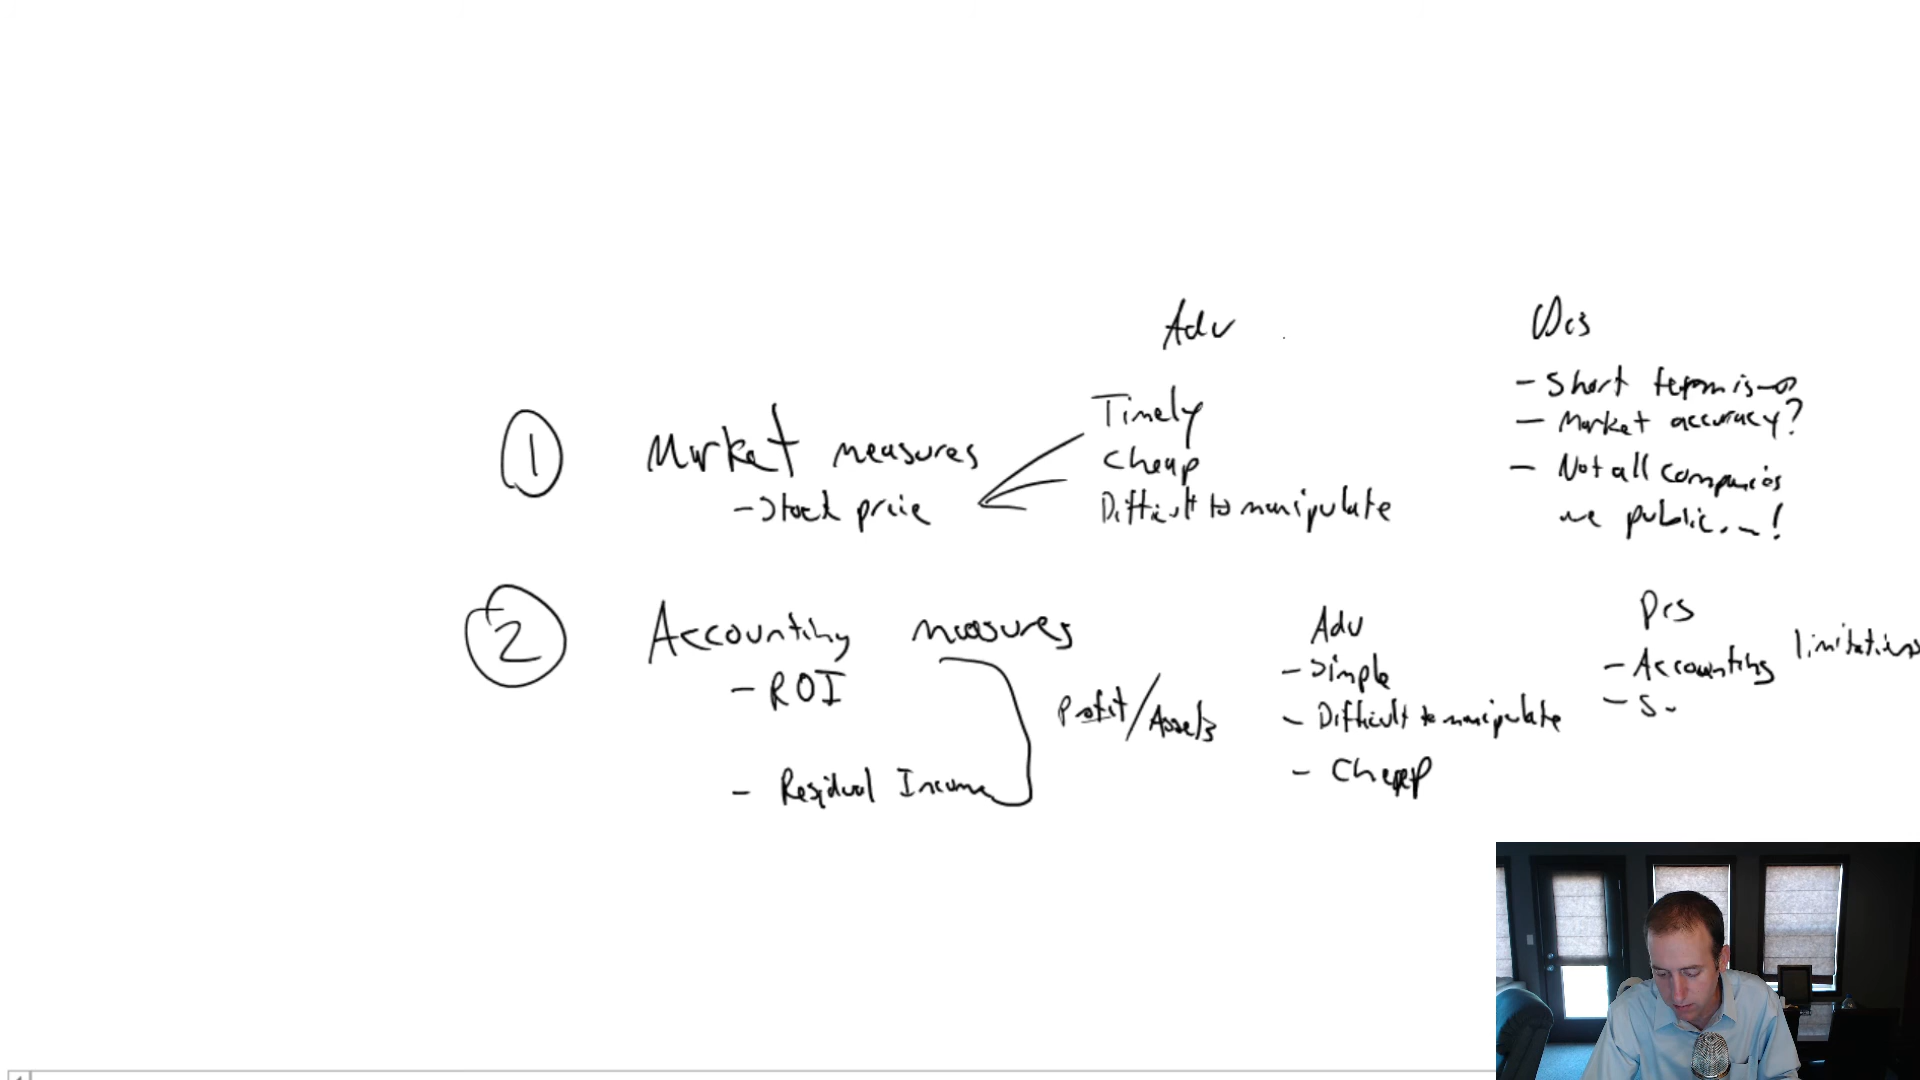 Adv
Timely
Cheap
Difficult to manipulate
Dis
- Short
- Market accuracy?
- Not all companies
are public...!
1 Market measures
- Stock price
2 Accounting measures
- ROI
- Residual Income
Profit/Assets
Adv
- Simple
- Difficult to manipulate
- Cheap
Dis
- Accounting limitations
- S